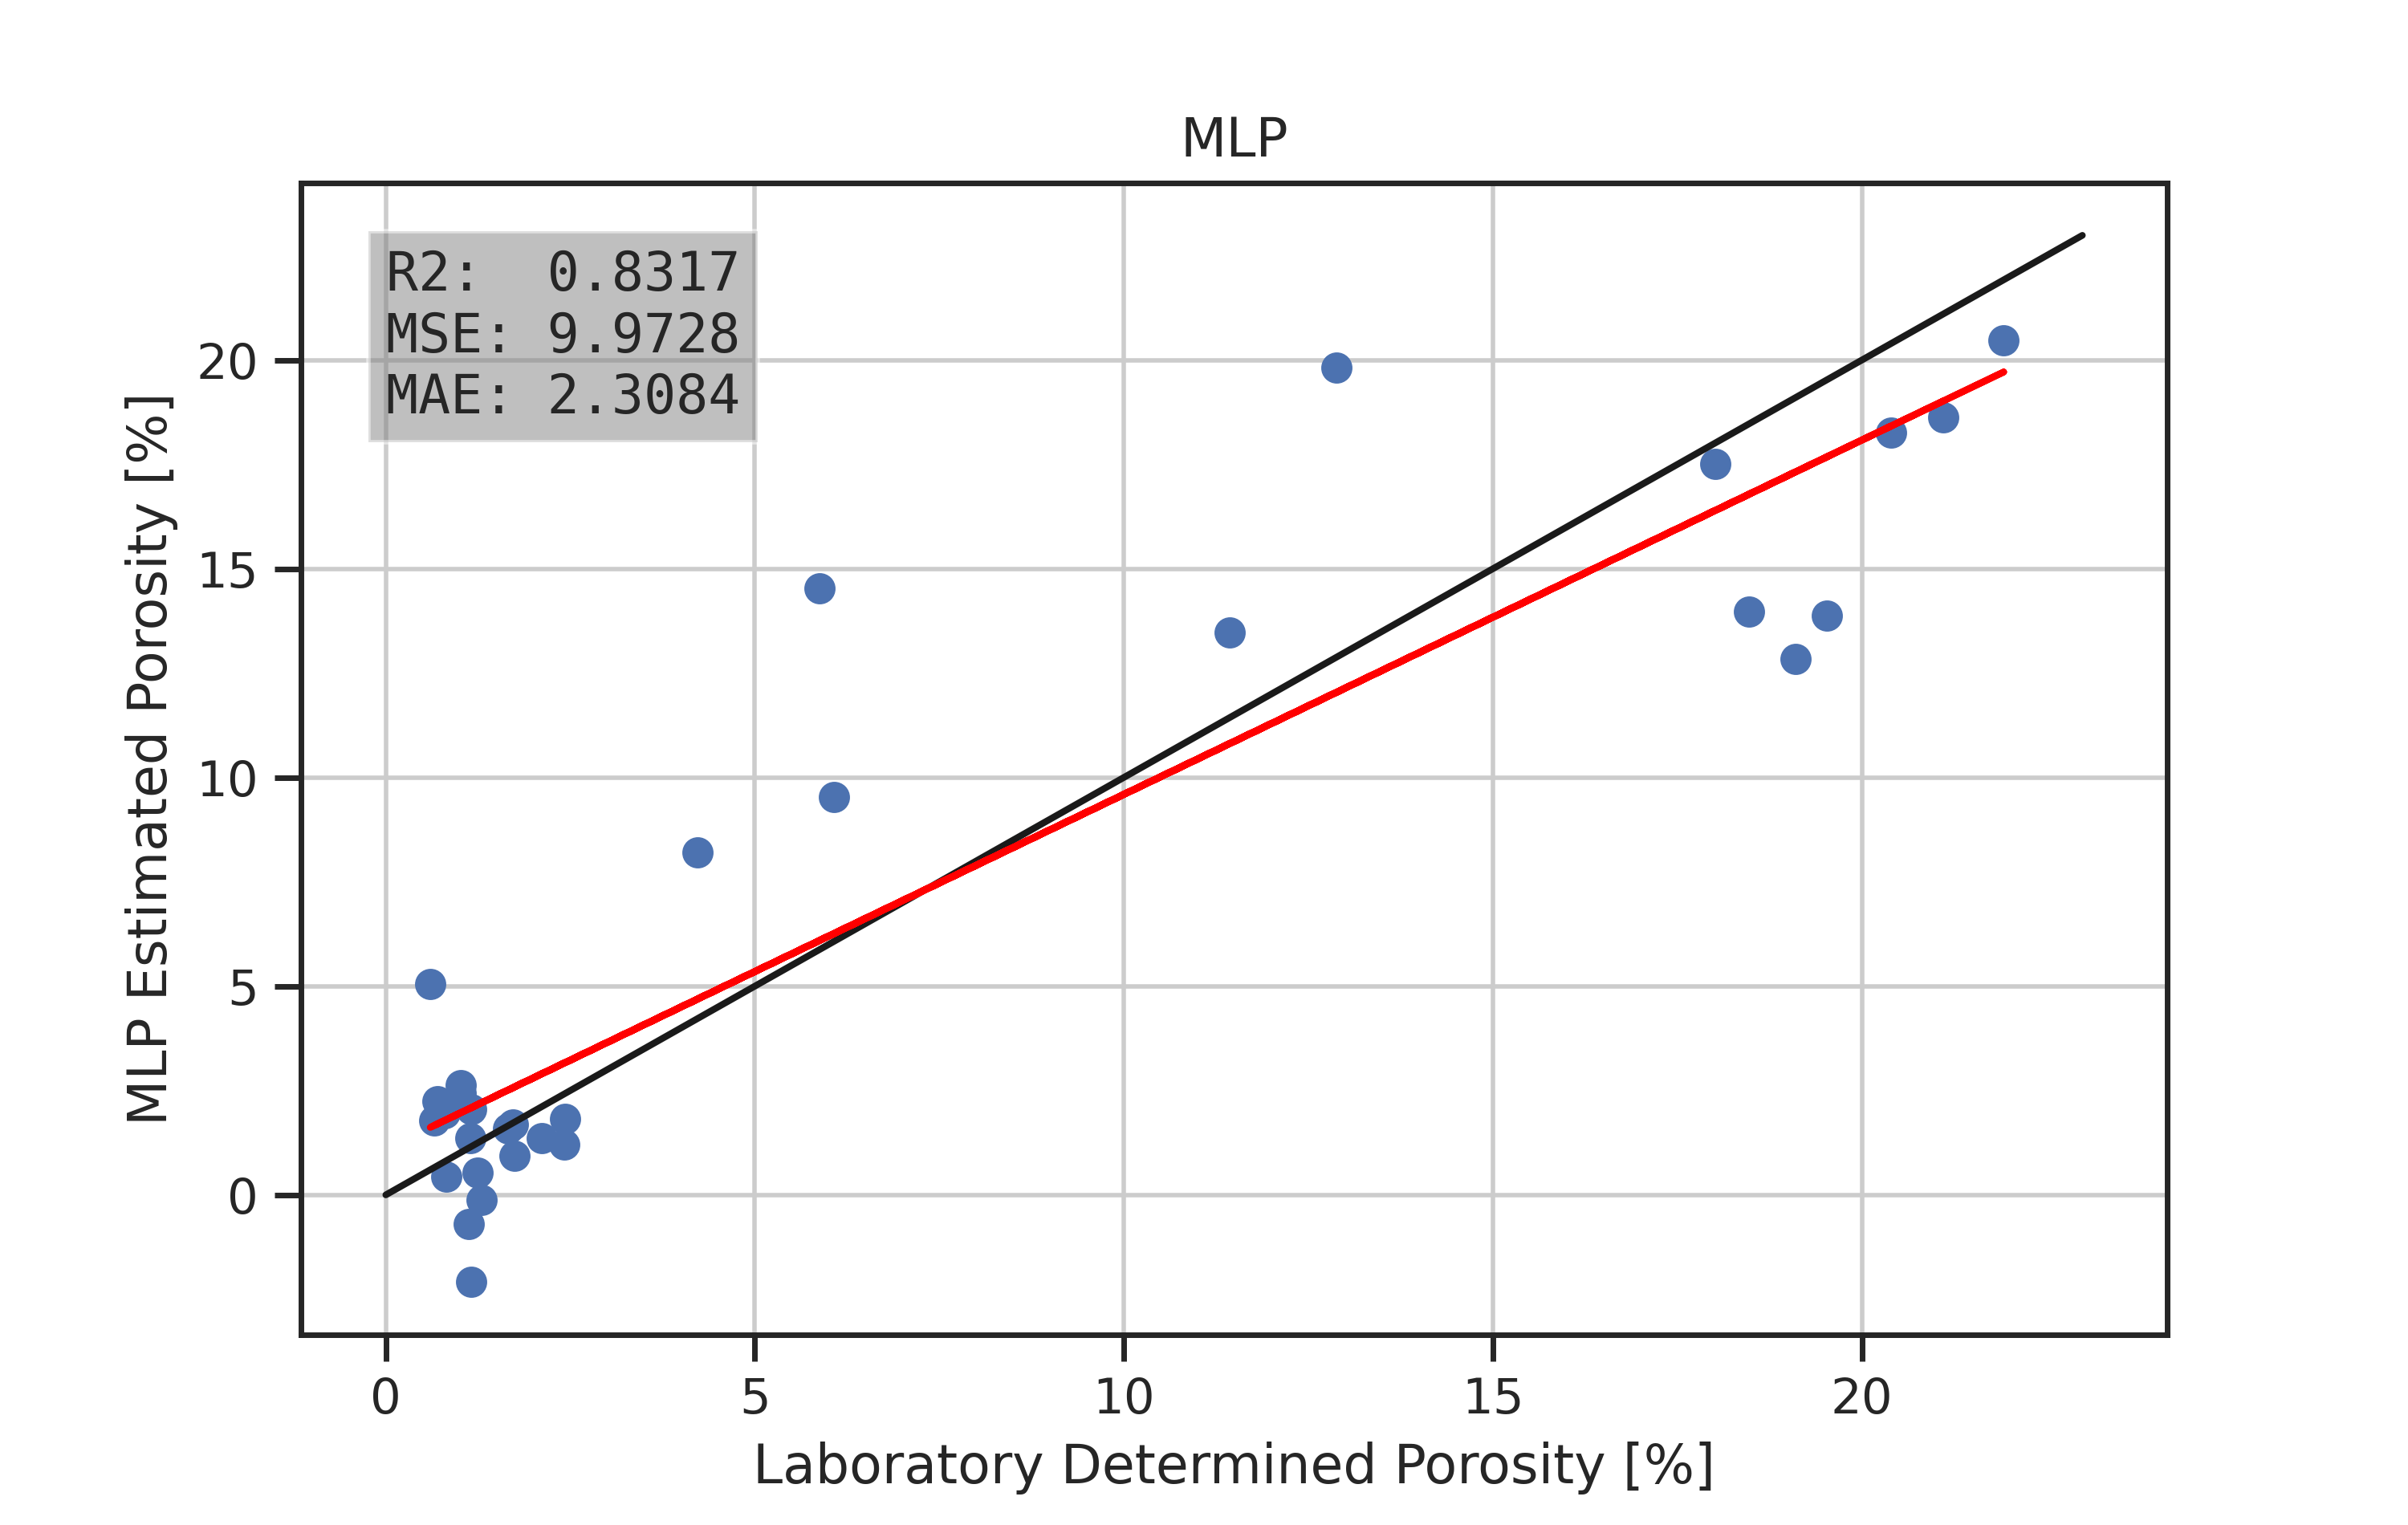 MLP
R2:  0.8317
MSE: 9.9728
MAE: 2.3084
MLP Estimated Porosity [%]
20
15
10
5
0
0 5 10 15 20
Laboratory Determined Porosity [%]